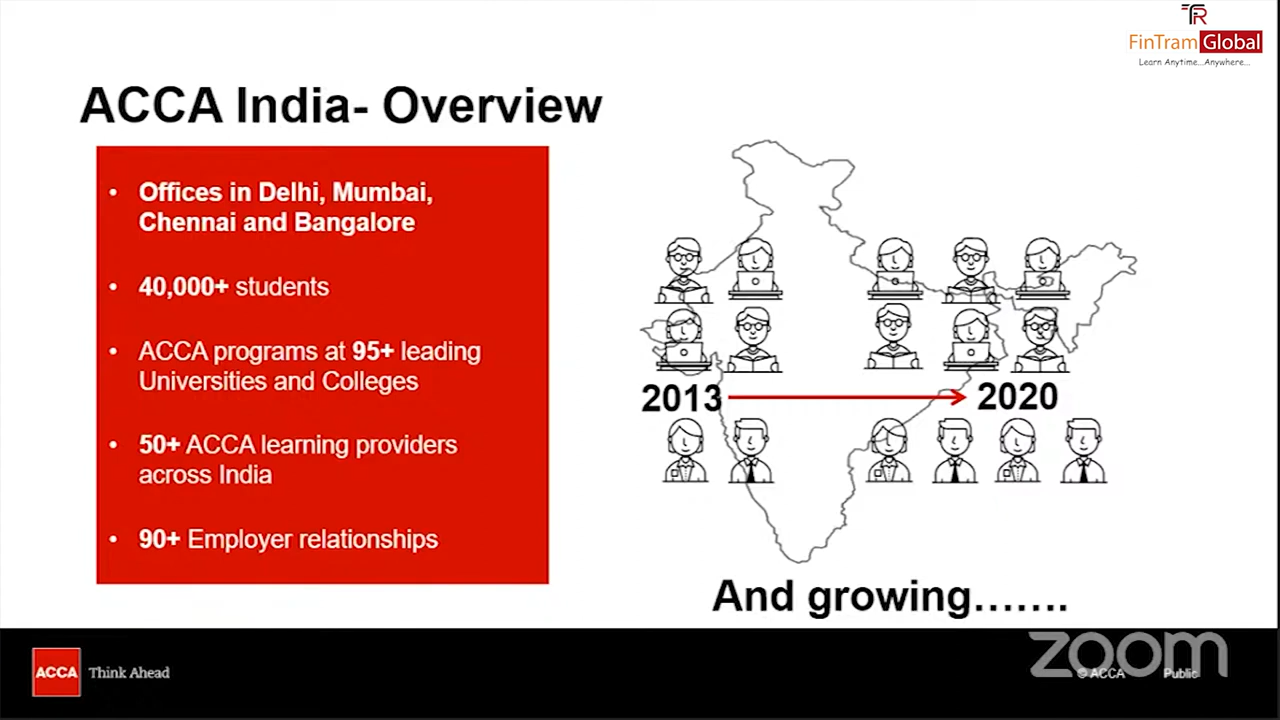 FinTram Global
Learn Anytime...Anywhere...
ACCA India- Overview
• Offices in Delhi, Mumbai,
Chennai and Bangalore
• 40,000+ students
• ACCA programs at 95+ leading
Universities and Colleges
• 50+ ACCA learning providers
across India
• 90+ Employer relationships
2013
2020
And growing…….
ACCA Think Ahead
zoom
© ACCA
Public